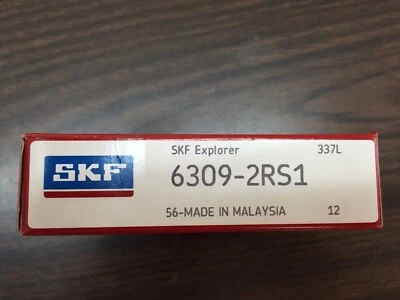 SKF Explorer 337L
SKF 6309-2RS1
56-MADE IN MALAYSIA 12